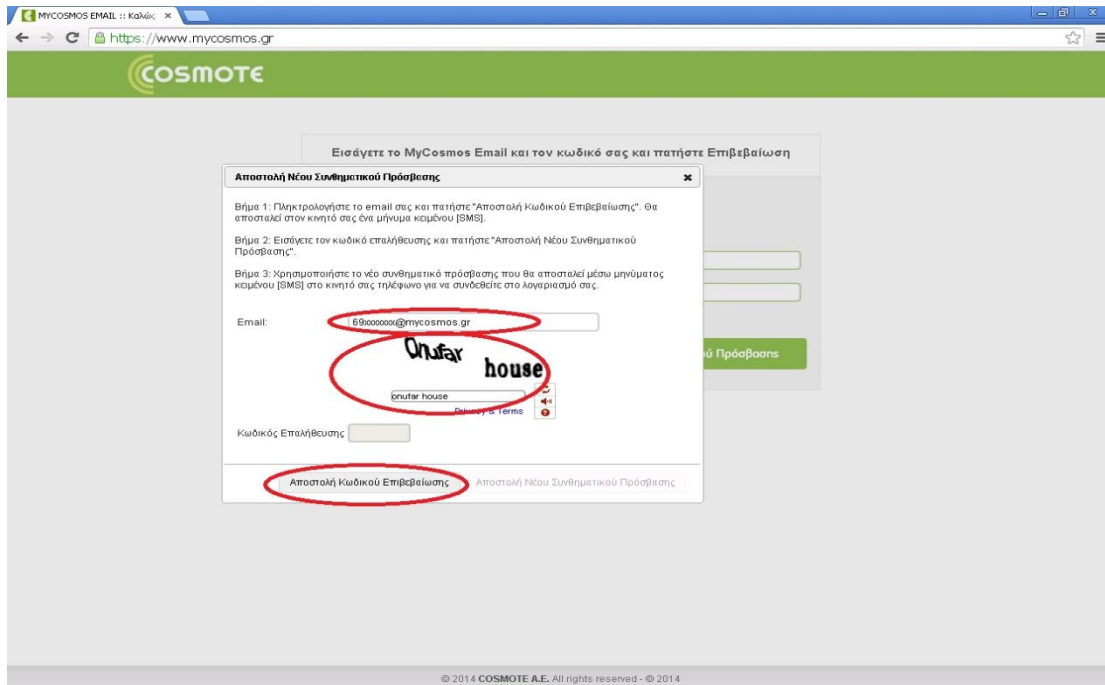 MYCOSMOS EMAIL :: Καλώς
https://www.mycosmos.gr
COSMOTE
Εισάγετε το MyCosmos Email και τον κωδικό σας και πατήστε Επιβεβαίωση
Αποστολή Νέου Συνθηματικού Πρόσβασης
Βήμα 1: Πληκτρολογήστε το email σας και πατήστε "Αποστολή Κωδικού Επιβεβαίωσης". Θα
αποσταλεί στον κινητό σας ένα μήνυμα κειμένου [SMS].
Βήμα 2: Εισάγετε τον κωδικό επαλήθευσης και πατήστε "Αποστολή Νέου Συνθηματικού
Πρόσβασης".
Βήμα 3: Χρησιμοποιήστε το νέο συνθηματικό πρόσβασης που θα αποσταλεί μέσω μηνύματος
κειμένου [SMS] στο κινητό σας τηλέφωνο για να συνδεθείτε στο λογαριασμό σας.
Email: 69xxxxxxxx@mycosmos.gr
Onufar house
ού Πρόσβασης
onufar house
Privacy & Terms
Κωδικός Επαλήθευσης
Αποστολή Κωδικού Επιβεβαίωσης Αποστολή Νέου Συνθηματικού Πρόσβασης
© 2014 COSMOTE A.E. All rights reserved - © 2014